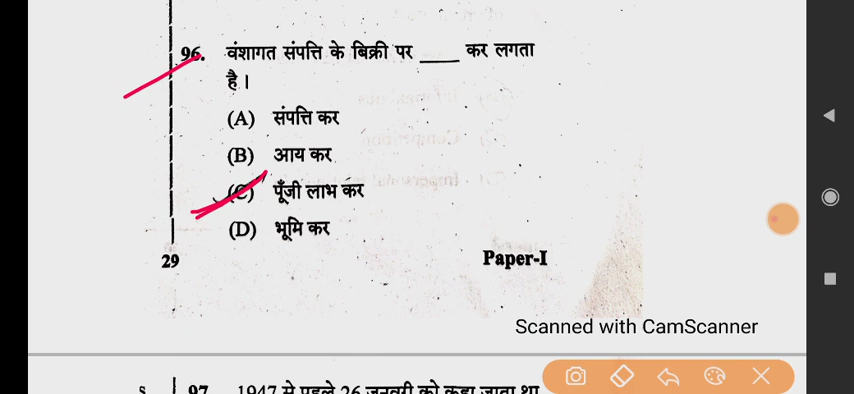 96. वंशागत संपत्ति के बिक्री पर ____ कर लगता
है।
(A) संपत्ति कर
(B) आय कर
(C) पूँजी लाभ कर
(D) भूमि कर
29
Paper-I
Scanned with CamScanner
97 1947 से पहले 26 जनवरी को कहा जाता था